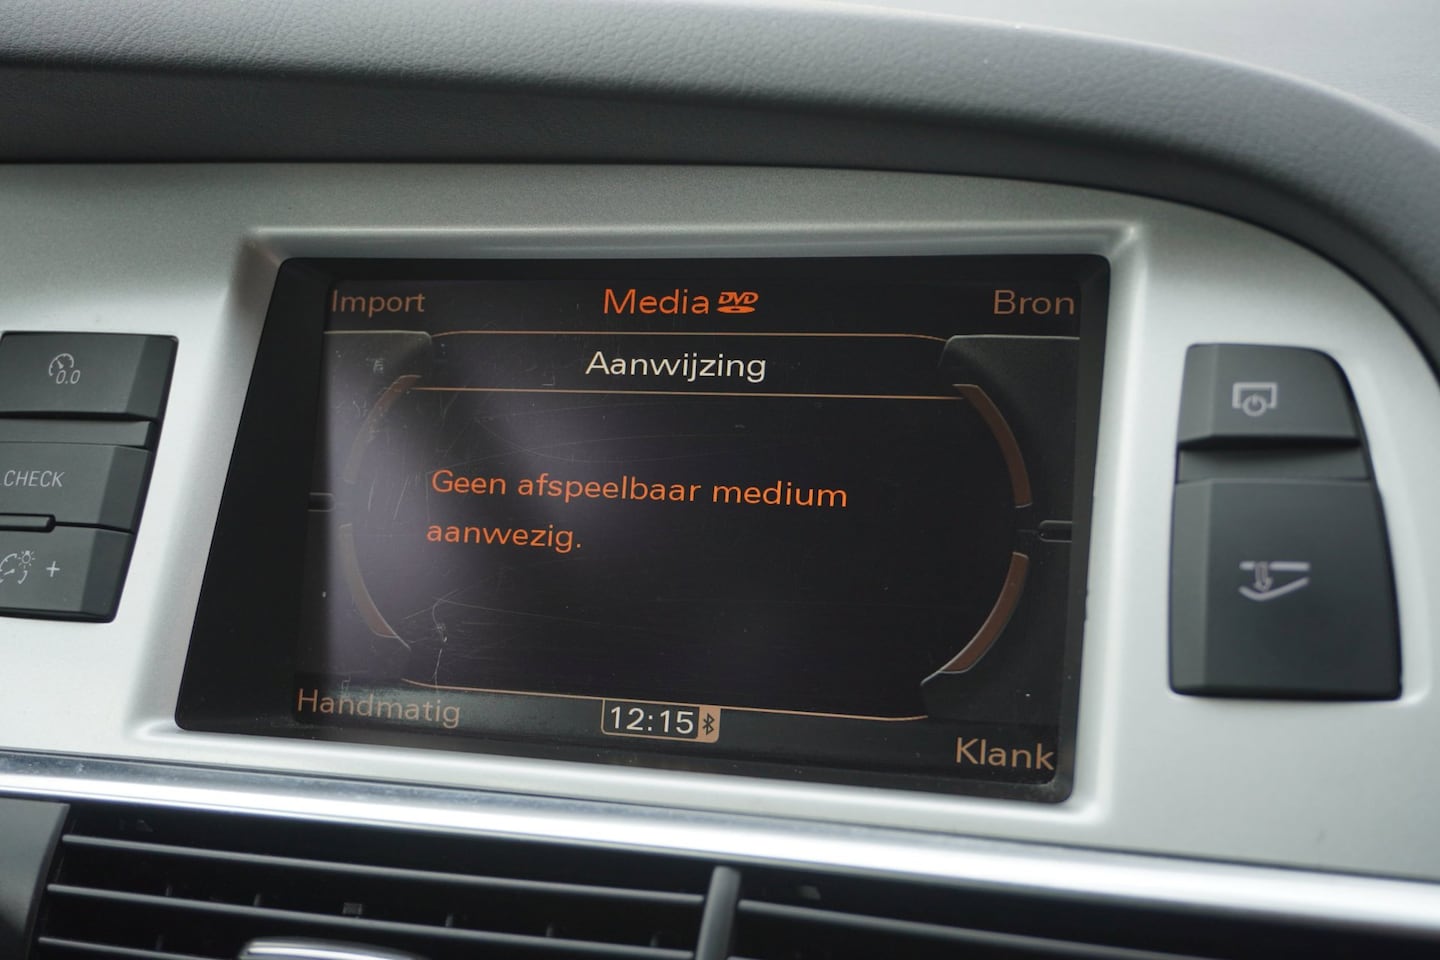 Import
Media DVD
Bron
Aanwijzing
Geen afspeelbaar medium
aanwezig.
Handmatig
12:15
Klank
0.0
CHECK
+